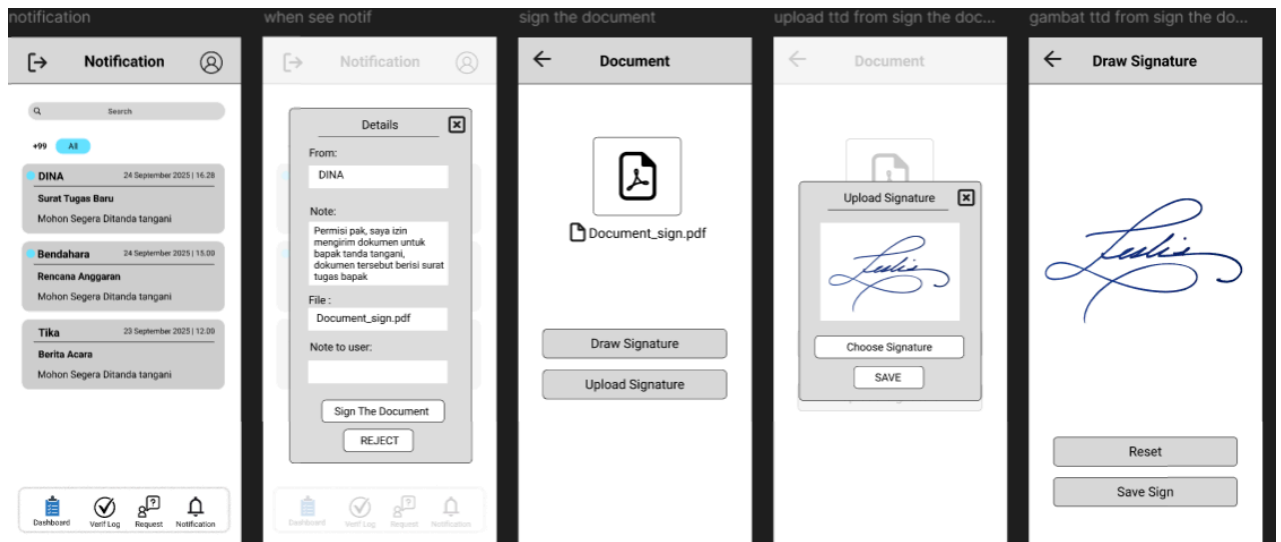 notification
Notification
Search
+99 All
DINA 24 September 2025 | 16.28
Surat Tugas Baru
Mohon Segera Ditanda tangani
Bendahara 24 September 2025 | 15.00
Rencana Anggaran
Mohon Segera Ditanda tangani
Tika 23 September 2025 | 12.09
Berita Acara
Mohon Segera Ditanda tangani
Dashboard Verif Log Request Notification
when see notif
Notification
Details
From:
DINA
Note:
Permisi pak, saya izin
mengirim dokumen untuk
bapak tanda tangani,
dokumen tersebut berisi surat
tugas bapak
File :
Document_sign.pdf
Note to user:
Sign The Document
REJECT
Dashboard Verif Log Request Notification
sign the document
Document
Document_sign.pdf
Draw Signature
Upload Signature
upload ttd from sign the doc...
Document
Upload Signature
Leslie
Choose Signature
SAVE
gambat ttd from sign the do...
Draw Signature
Leslie
Reset
Save Sign